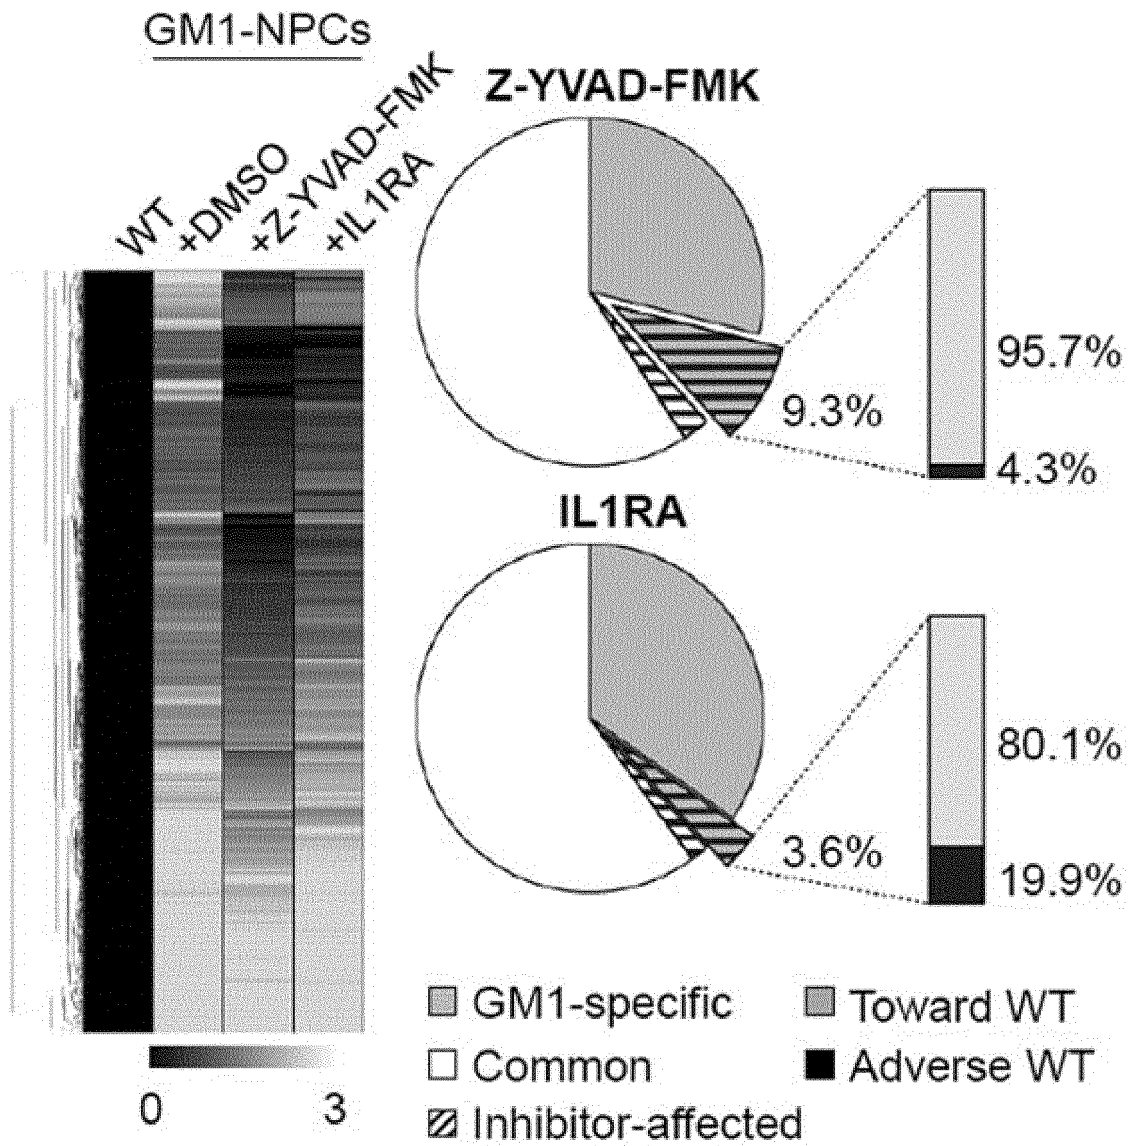 GM1-NPCs
WT
+DMSO
+Z-YVAD-FMK
+IL1RA
0
3
Z-YVAD-FMK
9.3%
95.7%
4.3%
IL1RA
3.6%
80.1%
19.9%
GM1-specific
Common
Inhibitor-affected
Toward WT
Adverse WT